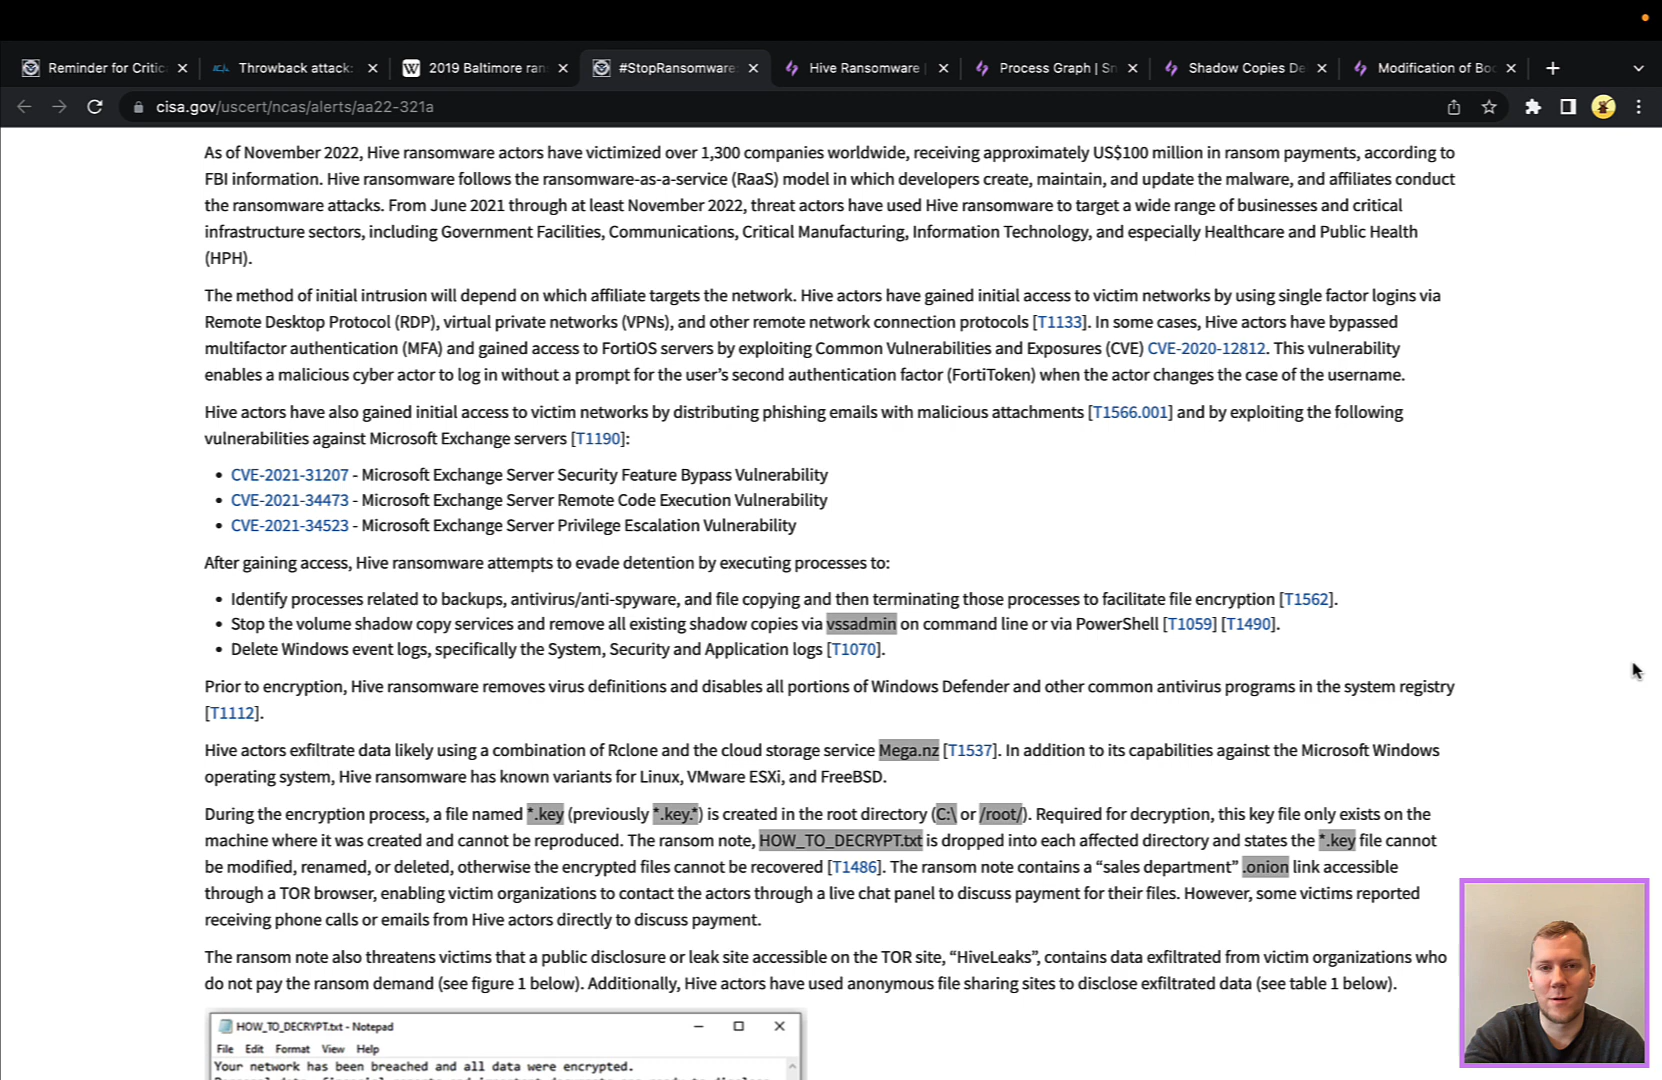 Reminder for Critic
Throwback attack:
2019 Baltimore ran
#StopRansomware:
Hive Ransomware |
Process Graph | Sn
Shadow Copies De
Modification of Boo
cisa.gov/uscert/ncas/alerts/aa22-321a
As of November 2022, Hive ransomware actors have victimized over 1,300 companies worldwide, receiving approximately US$100 million in ransom payments, according to
FBI information. Hive ransomware follows the ransomware-as-a-service (RaaS) model in which developers create, maintain, and update the malware, and affiliates conduct
the ransomware attacks. From June 2021 through at least November 2022, threat actors have used Hive ransomware to target a wide range of businesses and critical
infrastructure sectors, including Government Facilities, Communications, Critical Manufacturing, Information Technology, and especially Healthcare and Public Health
(HPH).
The method of initial intrusion will depend on which affiliate targets the network. Hive actors have gained initial access to victim networks by using single factor logins via
Remote Desktop Protocol (RDP), virtual private networks (VPNs), and other remote network connection protocols [T1133]. In some cases, Hive actors have bypassed
multifactor authentication (MFA) and gained access to FortiOS servers by exploiting Common Vulnerabilities and Exposures (CVE) CVE-2020-12812. This vulnerability
enables a malicious cyber actor to log in without a prompt for the user's second authentication factor (FortiToken) when the actor changes the case of the username.
Hive actors have also gained initial access to victim networks by distributing phishing emails with malicious attachments [T1566.001] and by exploiting the following
vulnerabilities against Microsoft Exchange servers [T1190]:
• CVE-2021-31207 - Microsoft Exchange Server Security Feature Bypass Vulnerability
• CVE-2021-34473 - Microsoft Exchange Server Remote Code Execution Vulnerability
• CVE-2021-34523 - Microsoft Exchange Server Privilege Escalation Vulnerability
After gaining access, Hive ransomware attempts to evade detention by executing processes to:
• Identify processes related to backups, antivirus/anti-spyware, and file copying and then terminating those processes to facilitate file encryption [T1562].
• Stop the volume shadow copy services and remove all existing shadow copies via vssadmin on command line or via PowerShell [T1059] [T1490].
• Delete Windows event logs, specifically the System, Security and Application logs [T1070].
Prior to encryption, Hive ransomware removes virus definitions and disables all portions of Windows Defender and other common antivirus programs in the system registry
[T1112].
Hive actors exfiltrate data likely using a combination of Rclone and the cloud storage service Mega.nz [T1537]. In addition to its capabilities against the Microsoft Windows
operating system, Hive ransomware has known variants for Linux, VMware ESXi, and FreeBSD.
During the encryption process, a file named *.key (previously *.key.*) is created in the root directory (C:\ or /root/). Required for decryption, this key file only exists on the
machine where it was created and cannot be reproduced. The ransom note, HOW_TO_DECRYPT.txt is dropped into each affected directory and states the *.key file cannot
be modified, renamed, or deleted, otherwise the encrypted files cannot be recovered [T1486]. The ransom note contains a “sales department” .onion link accessible
through a TOR browser, enabling victim organizations to contact the actors through a live chat panel to discuss payment for their files. However, some victims reported
receiving phone calls or emails from Hive actors directly to discuss payment.
The ransom note also threatens victims that a public disclosure or leak site accessible on the TOR site, “HiveLeaks”, contains data exfiltrated from victim organizations who
do not pay the ransom demand (see figure 1 below). Additionally, Hive actors have used anonymous file sharing sites to disclose exfiltrated data (see table 1 below).
HOW_TO_DECRYPT.txt - Notepad
File Edit Format View Help
Your network has been breached and all data were encrypted.